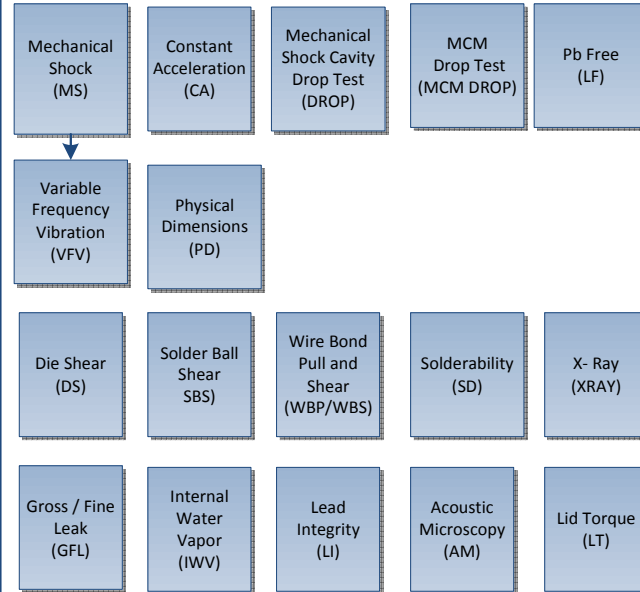 Mechanical
Shock
(MS)
Constant
Acceleration
(CA)
Mechanical
Shock Cavity
Drop Test
(DROP)
MCM
Drop Test
(MCM DROP)
Pb Free
(LF)
Variable
Frequency
Vibration
(VFV)
Physical
Dimensions
(PD)
Die Shear
(DS)
Solder Ball
Shear
SBS)
Wire Bond
Pull and
Shear
(WBP/WBS)
Solderability
(SD)
X- Ray
(XRAY)
Gross / Fine
Leak
(GFL)
Internal
Water
Vapor
(IWV)
Lead
Integrity
(LI)
Acoustic
Microscopy
(AM)
Lid Torque
(LT)